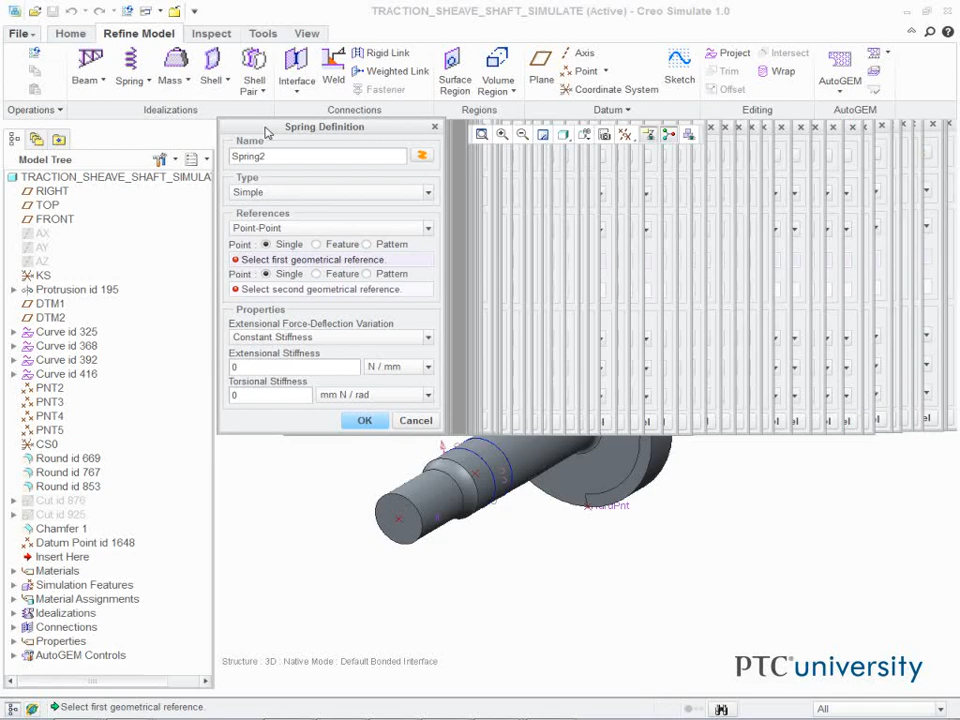 TRACTION_SHEAVE_SHAFT_SIMULATE (Active) - Creo Simulate 1.0
File Home Refine Model Inspect Tools View
Beam Spring Mass Shell Shell Pair Interface Weld Rigid Link Weighted Link Fastener Surface Region Volume Region Plane Axis Point Coordinate System Sketch Project Trim Offset Intersect Wrap AutoGEM
Operations Idealizations Connections Regions Datum Editing AutoGEM
Model Tree
TRACTION_SHEAVE_SHAFT_SIMULA
RIGHT
TOP
FRONT
AX
AY
AZ
KS
Protrusion id 195
DTM1
DTM2
Curve id 325
Curve id 368
Curve id 392
Curve id 416
PNT2
PNT3
PNT4
PNT5
CS0
Round id 669
Round id 767
Round id 853
Cut id 876
Cut id 925
Chamfer 1
Datum Point id 1648
Insert Here
Materials
Simulation Features
Material Assignments
Idealizations
Connections
Properties
AutoGEM Controls
Spring Definition
Name
Spring2
Type
Simple
References
Point-Point
Point : Single Feature Pattern
Select first geometrical reference.
Point : Single Feature Pattern
Select second geometrical reference.
Properties
Extensional Force-Deflection Variation
Constant Stiffness
Extensional Stiffness
0 N / mm
Torsional Stiffness
0 mm N / rad
OK Cancel
Structure : 3D : Native Mode : Default Bonded Interface
PTC university
Select first geometrical reference.
All